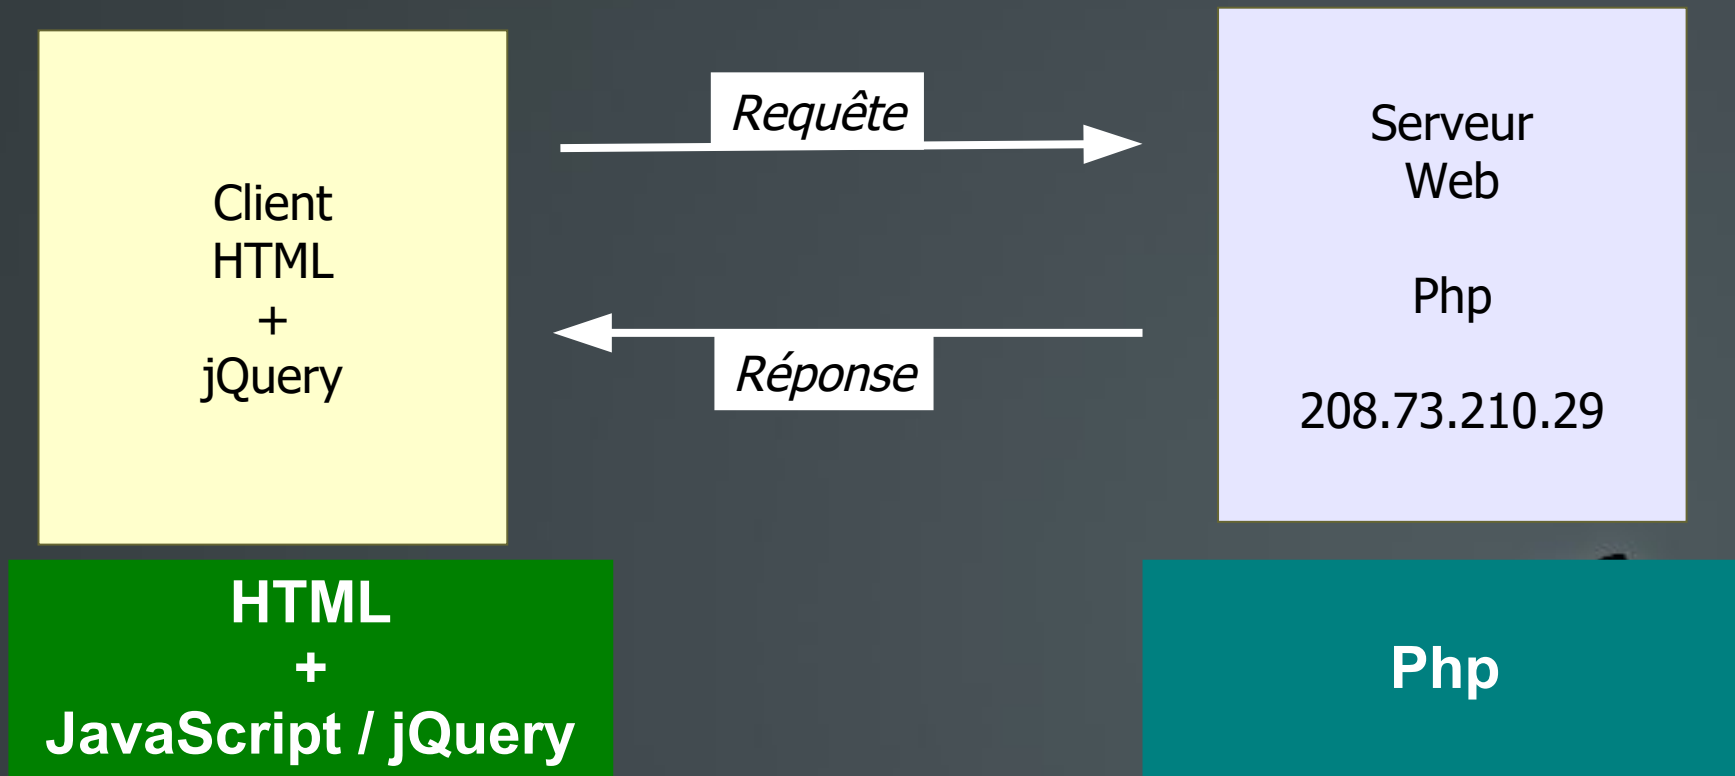 Client
HTML
+
jQuery
Requête
Réponse
Serveur
Web
Php
208.73.210.29
HTML
+
JavaScript / jQuery
Php